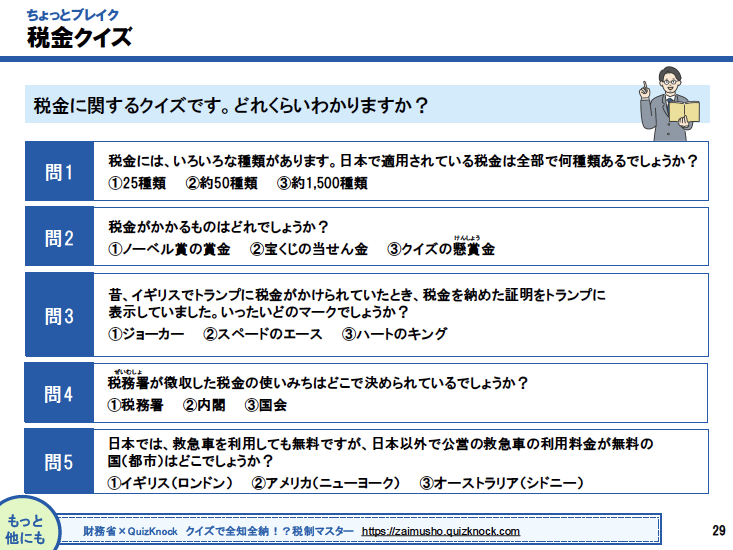 ちょっとブレイク
税金クイズ
税金に関するクイズです。どれくらいわかりますか？
問1
税金には、いろいろな種類があります。日本で適用されている税金は全部で何種類あるでしょうか？
①25種類 ②約50種類 ③約1,500種類
問2
税金がかかるものはどれでしょうか？
けんしょう
①ノーベル賞の賞金 ②宝くじの当せん金 ③クイズの懸賞金
問3
昔、イギリスでトランプに税金がかけられていたとき、税金を納めた証明をトランプに
表示していました。いったいどのマークでしょうか？
①ジョーカー ②スペードのエース ③ハートのキング
問4
ぜいむしょ
税務署が徴収した税金の使いみちはどこで決められているでしょうか？
①税務署 ②内閣 ③国会
問5
日本では、救急車を利用しても無料ですが、日本以外で公営の救急車の利用料金が無料の
国（都市）はどこでしょうか？
①イギリス（ロンドン） ②アメリカ（ニューヨーク） ③オーストラリア（シドニー）
もっと
他にも
財務省×QuizKnock クイズで全知全納！？税制マスター https://zaimusho.quizknock.com
29